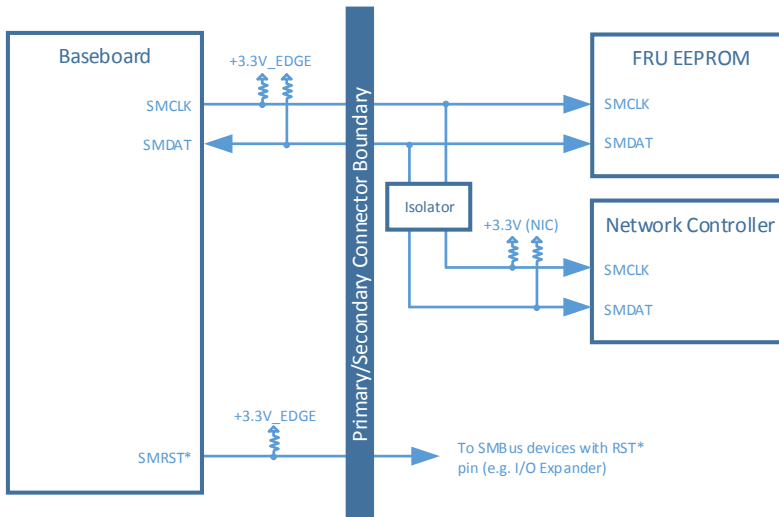 Baseboard
+3.3V_EDGE
SMCLK
SMDAT
Primary/Secondary Connector Boundary
FRU EEPROM
SMCLK
SMDAT
Isolator
+3.3V (NIC)
Network Controller
SMCLK
SMDAT
+3.3V_EDGE
SMRST*
To SMBus devices with RST*
pin (e.g. I/O Expander)